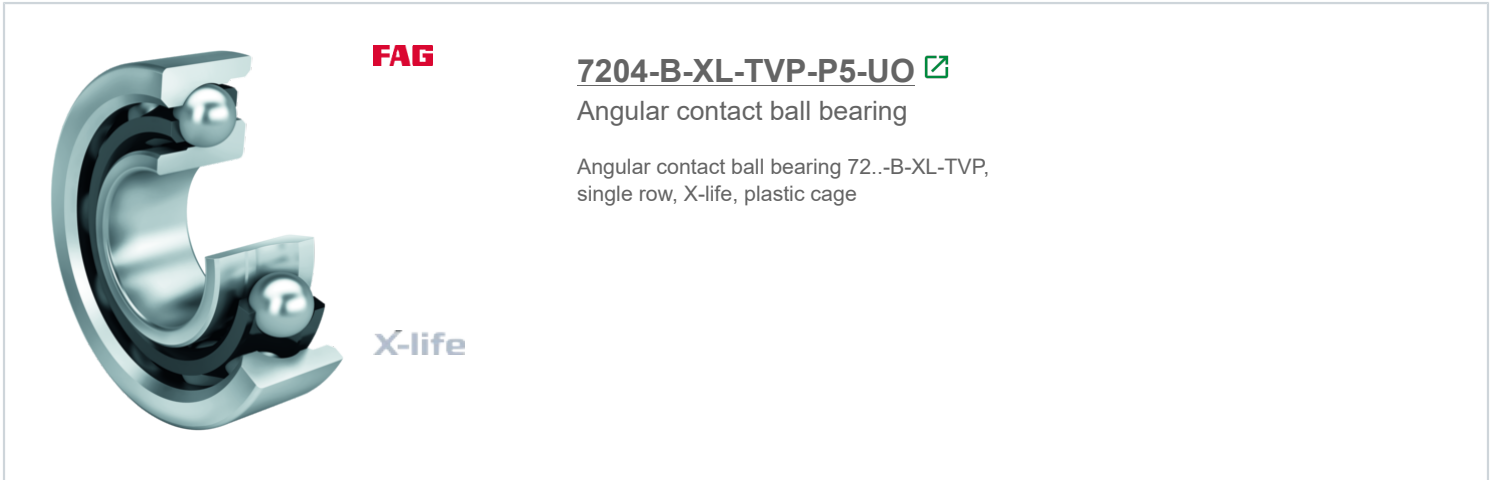 FAG
7204-B-XL-TVP-P5-UO
Angular contact ball bearing
Angular contact ball bearing 72..-B-XL-TVP,
single row, X-life, plastic cage
X-life